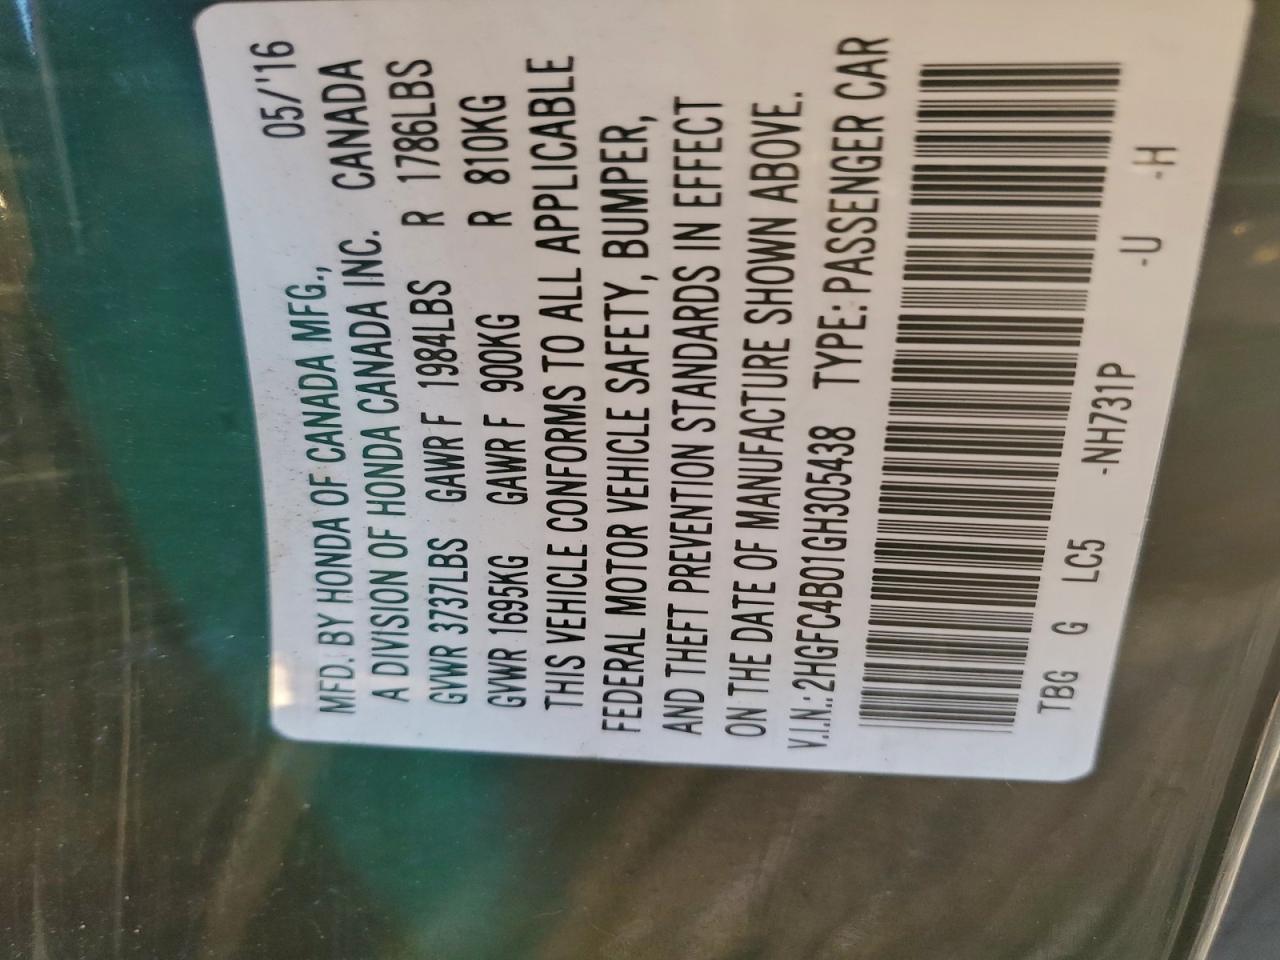 MFD. BY HONDA OF CANADA MFG., 05/'16
A DIVISION OF HONDA CANADA INC. CANADA
GVWR 3737LBS GAWR F 1984LBS R 1786LBS
GVWR 1695KG GAWR F 900KG R 810KG
THIS VEHICLE CONFORMS TO ALL APPLICABLE
FEDERAL MOTOR VEHICLE SAFETY, BUMPER,
AND THEFT PREVENTION STANDARDS IN EFFECT
ON THE DATE OF MANUFACTURE SHOWN ABOVE.
V.I.N.: 2HGFC4B01GH305438 TYPE: PASSENGER CAR
TBG G LC5 -NH731P -U -H